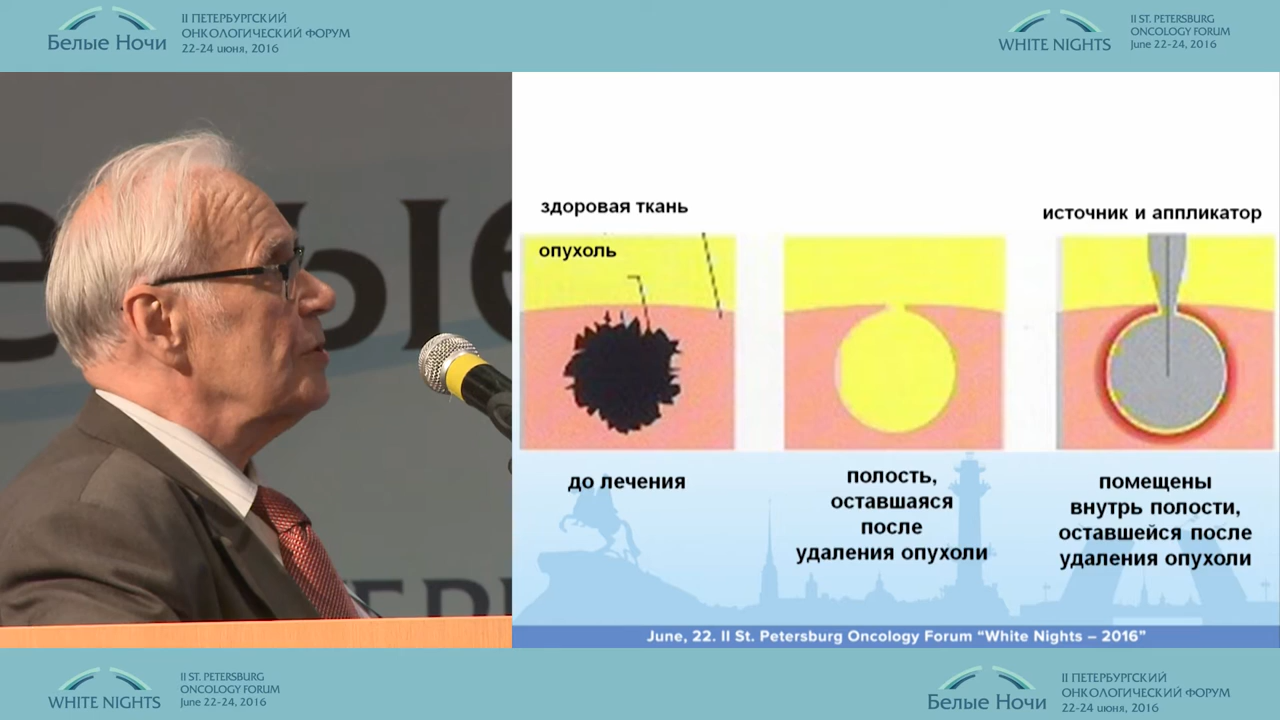 II ПЕТЕРБУРГСКИЙ
ОНКОЛОГИЧЕСКИЙ ФОРУМ
22-24 июня, 2016
Белые Ночи
II ST. PETERSBURG
ONCOLOGY FORUM
June 22-24, 2016
WHITE NIGHTS
здоровая ткань
опухоль
источник и аппликатор
до лечения
полость,
оставшаяся
после
удаления опухоли
помещены
внутрь полости,
оставшейся после
удаления опухоли
June, 22. II St. Petersburg Oncology Forum “White Nights – 2016”
II ST. PETERSBURG
ONCOLOGY FORUM
June 22-24, 2016
WHITE NIGHTS
II ПЕТЕРБУРГСКИЙ
ОНКОЛОГИЧЕСКИЙ ФОРУМ
22-24 июня, 2016
Белые Ночи